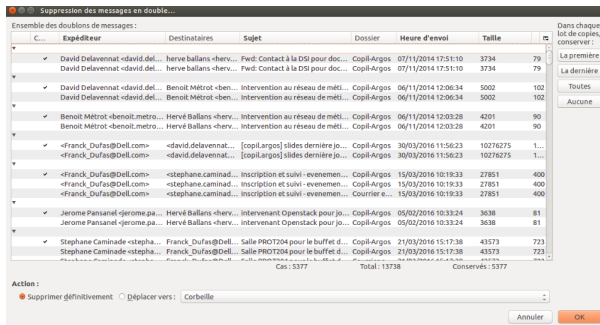 Suppression des messages en double...
Ensemble des doublons de messages :
Dans chaque lot de copies, conserver :
C... Expéditeur Destinataires Sujet Dossier Heure d'envoi Taille
David Delavennat <david.del... herve ballans <herv... Fwd: Contact à la DSI pour doc... Copil-Argos 07/11/2014 17:51:10 3734 79
David Delavennat <david.del... herve ballans <herv... Fwd: Contact à la DSI pour doc... Copil-Argos 07/11/2014 17:51:10 3734 79
David Delavennat <david.del... Benoit Métrot <ben... Intervention au réseau de méti... Copil-Argos 06/11/2014 12:06:34 5002 102
David Delavennat <david.del... Benoit Métrot <ben... Intervention au réseau de méti... Copil-Argos 06/11/2014 12:06:34 5002 102
Benoit Métrot <benoit.metro... Hervé Ballans <herv... Intervention au réseau de méti... Copil-Argos 06/11/2014 12:03:28 4201 90
Benoit Métrot <benoit.metro... Hervé Ballans <herv... Intervention au réseau de méti... Copil-Argos 06/11/2014 12:03:28 4201 90
<Franck_Dufas@Dell.com> <david.delavennat... [copil.argos] slides dernière jo... Copil-Argos 30/03/2016 11:56:23 10276275 1...
<Franck_Dufas@Dell.com> <david.delavennat... [copil.argos] slides dernière jo... Copil-Argos 30/03/2016 11:56:23 10276275 1...
<Franck_Dufas@Dell.com> <stephane.caminad... Inscription et suivi - evenemen... Copil-Argos 15/03/2016 10:19:33 27851 400
<Franck_Dufas@Dell.com> <stephane.caminad... Inscription et suivi - evenemen... Copil-Argos 15/03/2016 10:19:33 27851 400
<Franck_Dufas@Dell.com> <stephane.caminad... Inscription et suivi - evenemen... Courrier e... 15/03/2016 10:19:33 27851 400
Jerome Pansanel <jerome.pa... Hervé Ballans <herv... intervenant Openstack pour jo... Copil-Argos 05/02/2016 10:33:24 3638 81
Jerome Pansanel <jerome.pa... Hervé Ballans <herv... intervenant Openstack pour jo... Copil-Argos 05/02/2016 10:33:24 3638 81
Stephane Caminade <stepha... Franck_Dufas@Dell... Salle PROT204 pour le buffet d... Copil-Argos 21/03/2016 15:17:38 43573 723
Stephane Caminade <stepha... Franck_Dufas@Dell... Salle PROT204 pour le buffet d... Copil-Argos 21/03/2016 15:17:38 43573 723
La première
La dernière
Toutes
Aucune
Cas : 5377 Total : 13738 Conservés : 5377
Action :
Supprimer définitivement Déplacer vers : Corbeille
Annuler OK